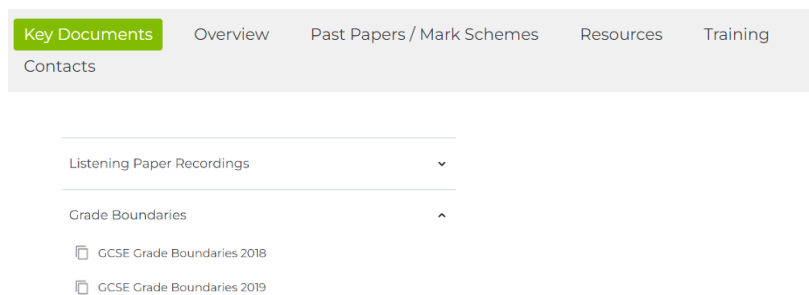 Key Documents Overview Past Papers / Mark Schemes Resources Training
Contacts
Listening Paper Recordings
Grade Boundaries
GCSE Grade Boundaries 2018
GCSE Grade Boundaries 2019